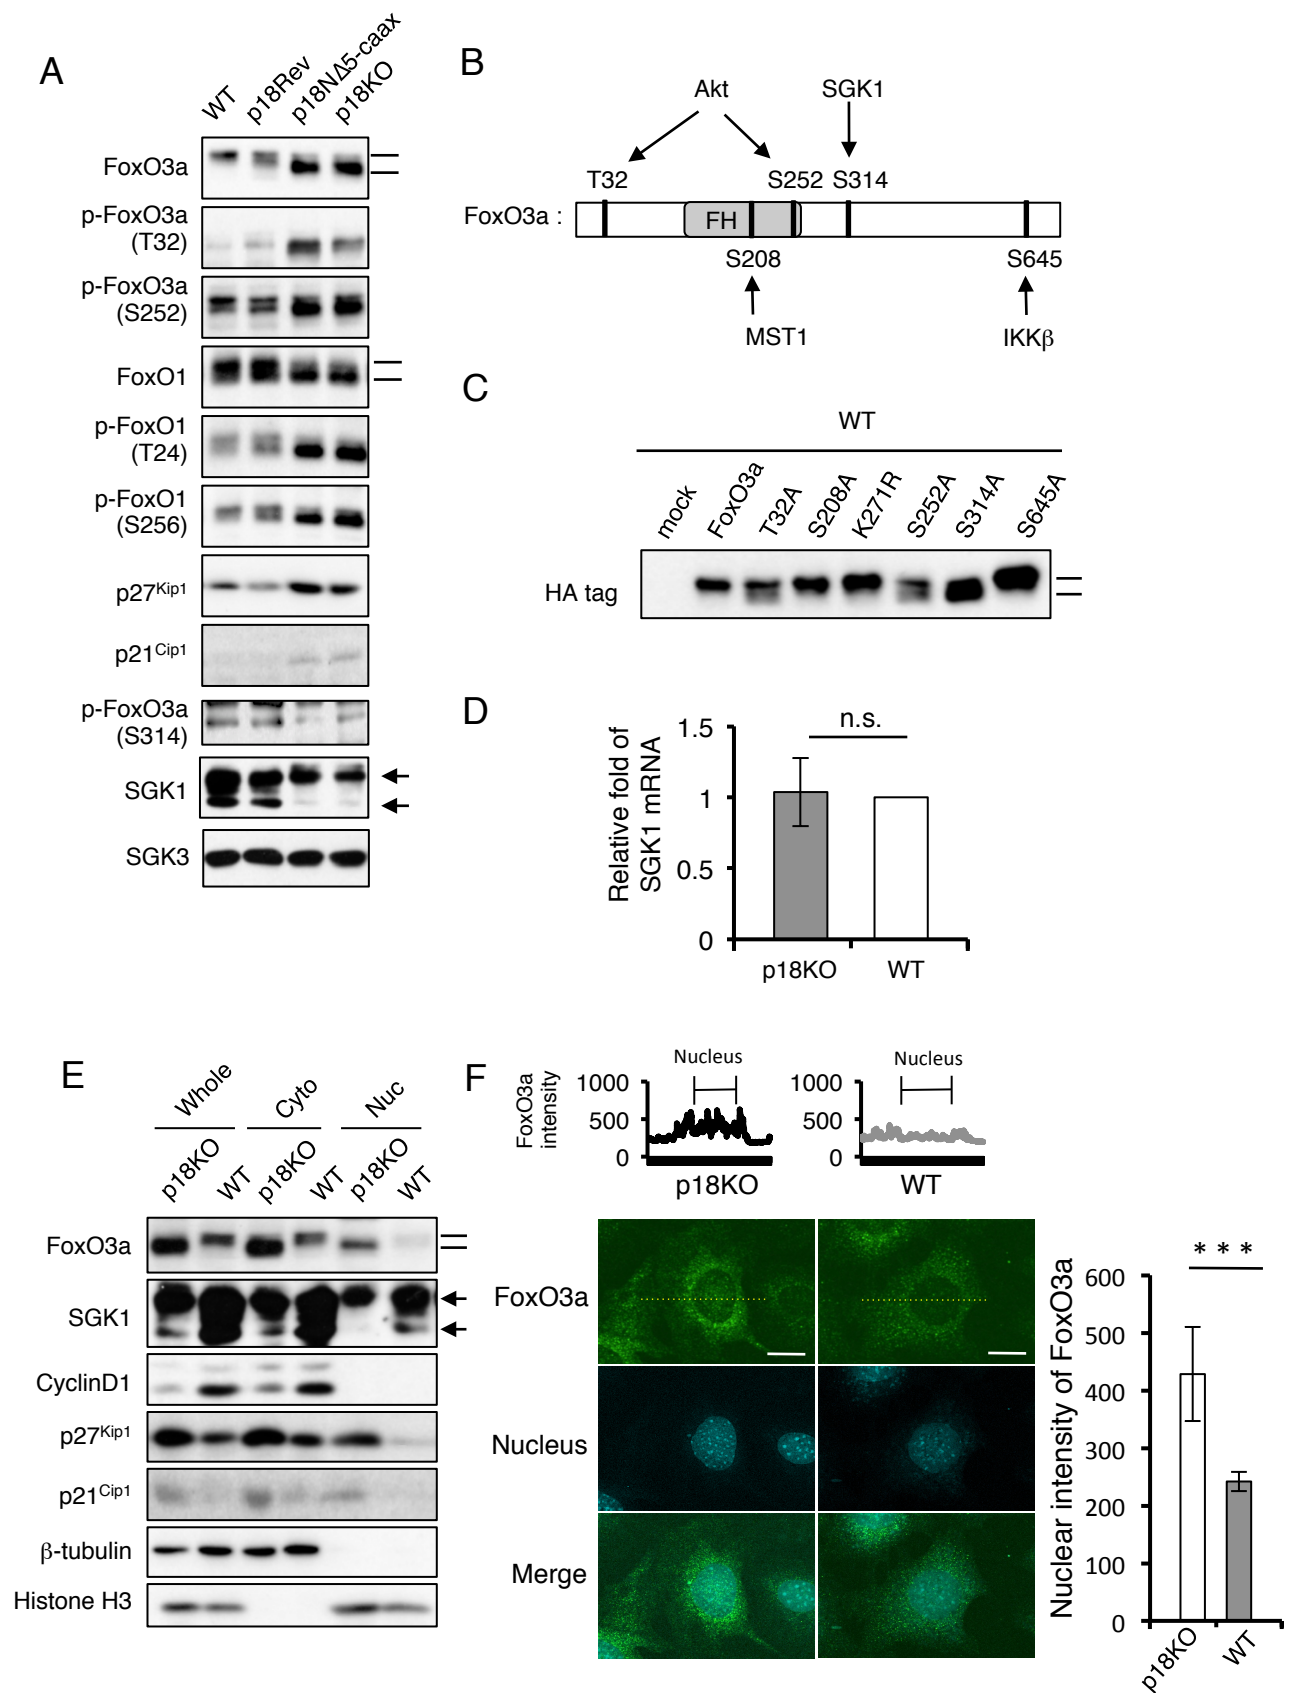 A
WT
p18Rev
p18NΔ5-caax
p18KO
FoxO3a
p-FoxO3a
(T32)
p-FoxO3a
(S252)
FoxO1
p-FoxO1
(T24)
p-FoxO1
(S256)
p27Kip1
p21Cip1
p-FoxO3a
(S314)
SGK1
SGK3
B
Akt
SGK1
T32
S252
S314
FoxO3a :
FH
S208
S645
MST1
IKKβ
C
WT
mock
FoxO3a
T32A
S208A
K271R
S252A
S314A
S645A
HA tag
D
n.s.
Relative fold of
SGK1 mRNA
1.5
1
0.5
0
p18KO
WT
E
Whole
Cyto
Nuc
p18KO
WT
p18KO
WT
p18KO
WT
FoxO3a
SGK1
CyclinD1
p27Kip1
p21Cip1
β-tubulin
Histone H3
F
FoxO3a
intensity
Nucleus
1000
500
0
p18KO
Nucleus
1000
500
0
WT
FoxO3a
Nucleus
Merge
* * *
Nuclear intensity of FoxO3a
600
500
400
300
200
100
0
p18KO
WT